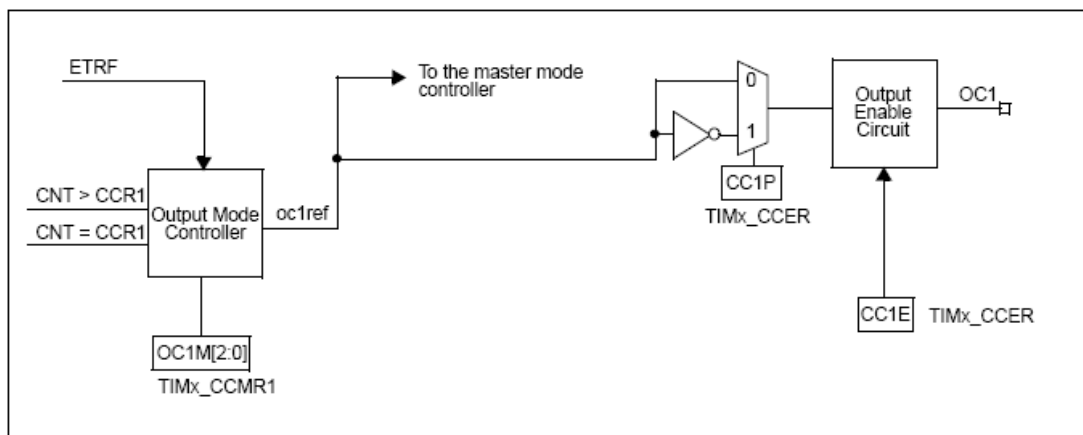 ETRF
To the master mode
controller
0
1
Output
Enable
Circuit
OC1
CC1P
TIMx_CCER
CNT > CCR1
CNT = CCR1
Output Mode
Controller
oc1ref
CC1E
TIMx_CCER
OC1M[2:0]
TIMx_CCMR1